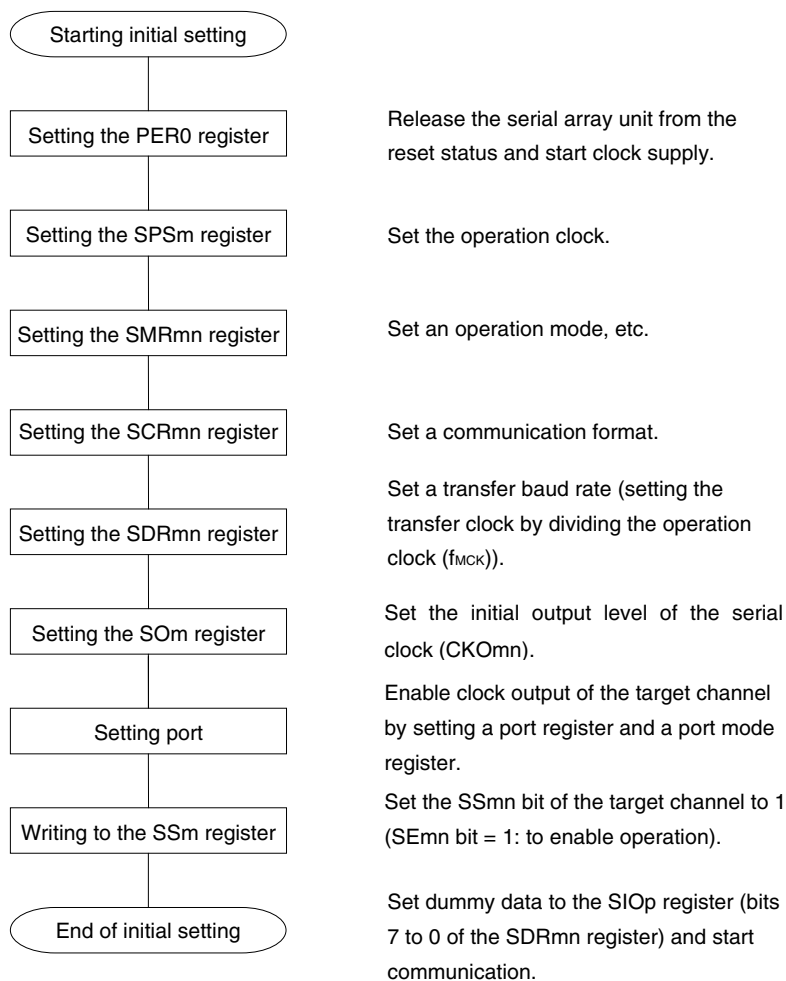 Starting initial setting
Setting the PER0 register
Release the serial array unit from the
reset status and start clock supply.
Setting the SPSm register
Set the operation clock.
Setting the SMRmn register
Set an operation mode, etc.
Setting the SCRmn register
Set a communication format.
Setting the SDRmn register
Set a transfer baud rate (setting the
transfer clock by dividing the operation
clock (fMCK)).
Setting the SOm register
Set the initial output level of the serial
clock (CKOmn).
Setting port
Enable clock output of the target channel
by setting a port register and a port mode
register.
Writing to the SSm register
Set the SSmn bit of the target channel to 1
(SEmn bit = 1: to enable operation).
End of initial setting
Set dummy data to the SIOp register (bits
7 to 0 of the SDRmn register) and start
communication.